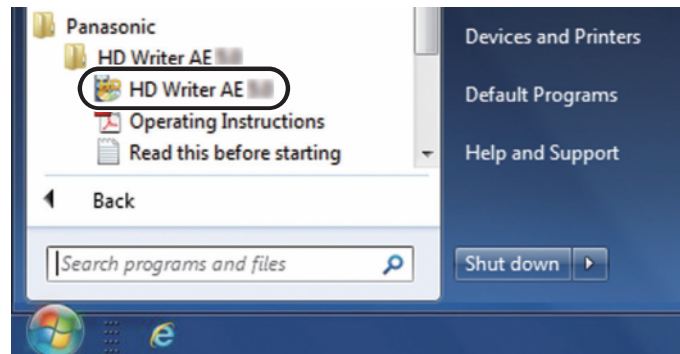 Panasonic
HD Writer AE
HD Writer AE
Operating Instructions
Read this before starting
Back
Search programs and files
Devices and Printers
Default Programs
Help and Support
Shut down